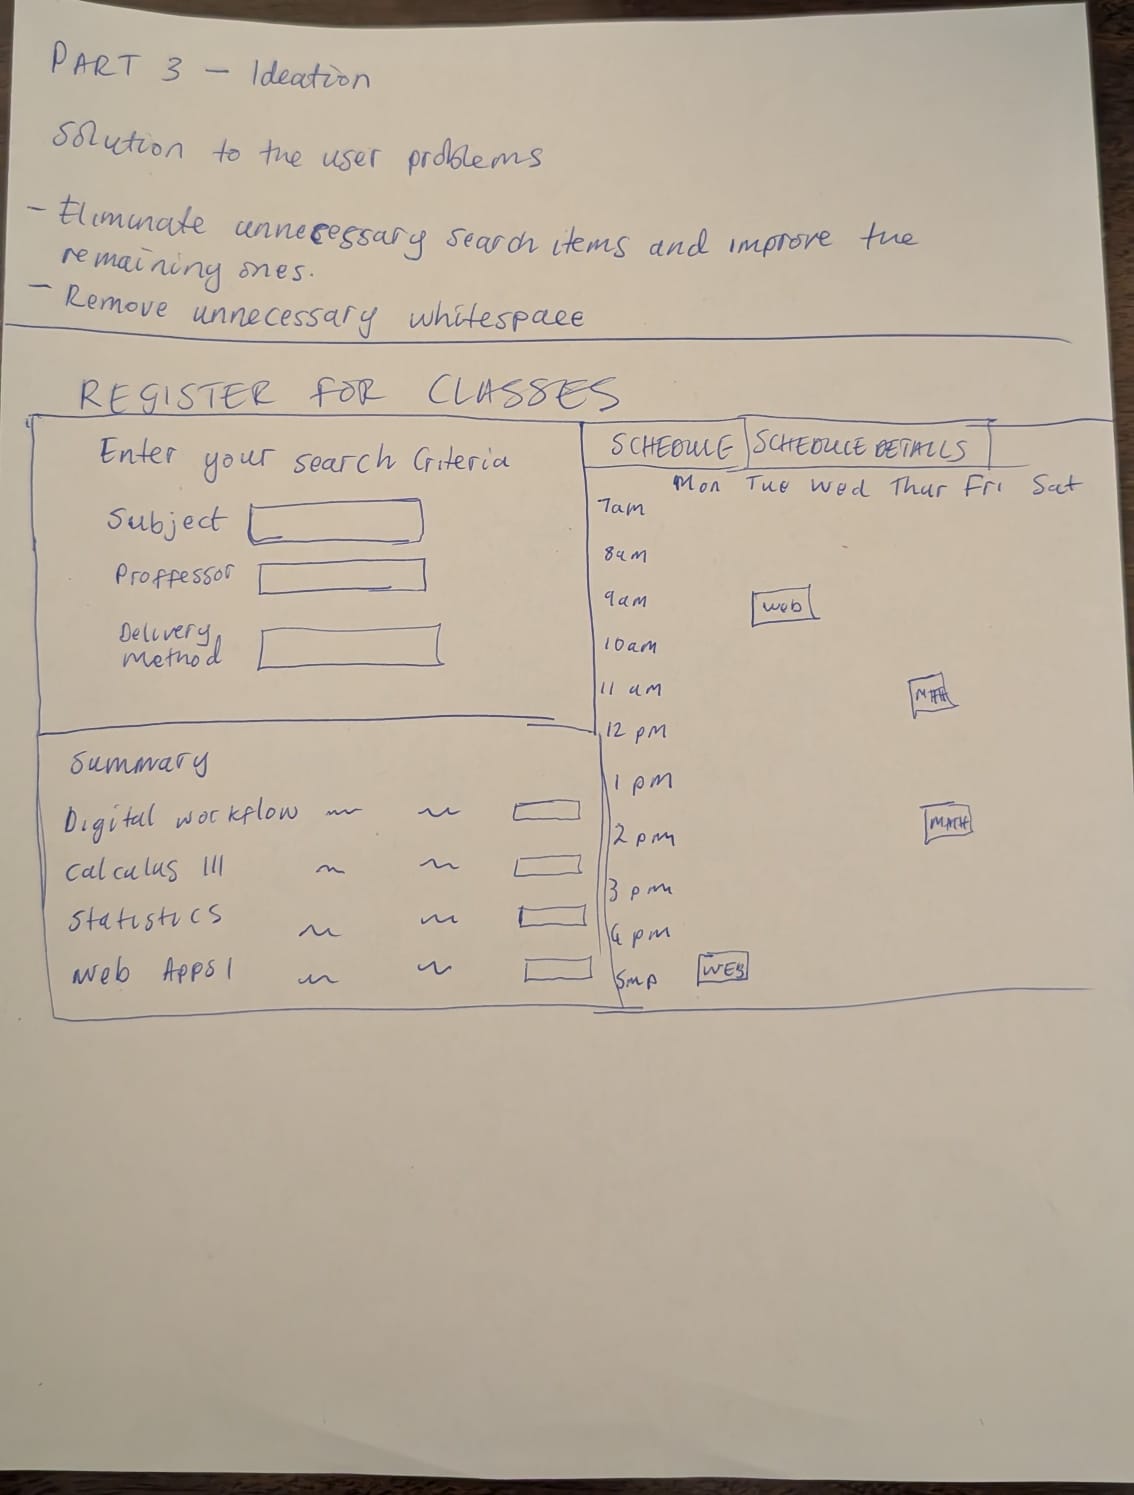 PART 3 — Ideation
Solution to the user problems
- Eliminate unnecessary search items and improve the
remaining ones.
- Remove unnecessary whitespace
REGISTER FOR CLASSES
Enter your search Criteria
Subject
Proffessor
Delivery
Method
Summary
Digital workflow
Calculus III
Statistics
Web Apps I
SCHEDULE SCHEDULE DETAILS
Mon Tue Wed Thur Fri Sat
7am
8am
9am
web
10am
11 am
12 pm
1 pm
2 pm
MATH
3 pm
4 pm
5mp
WEB